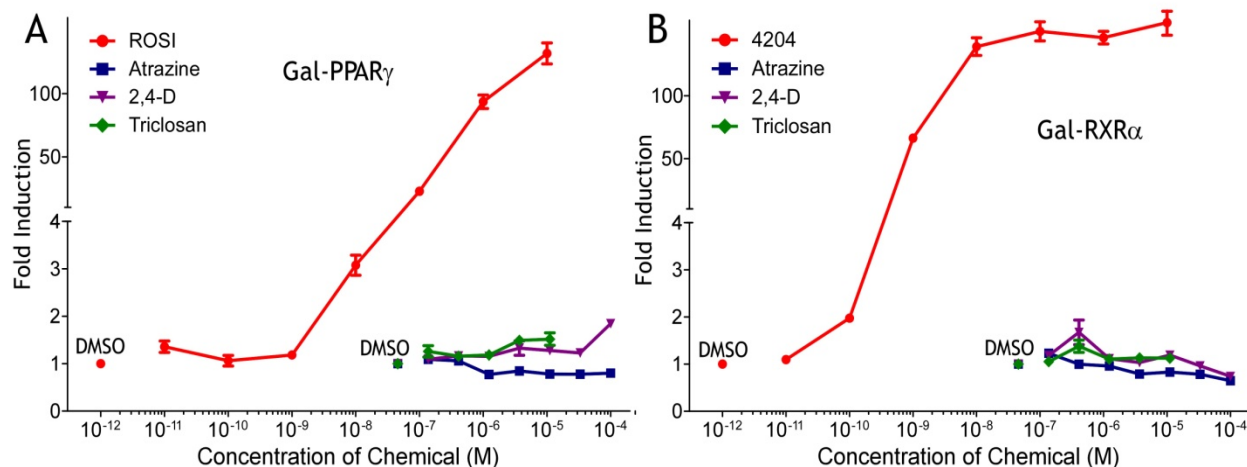 A
ROSI
Atrazine
2,4-D
Triclosan
Gal-PPARγ
Fold Induction
100
50
4
3
2
1
0
DMSO
DMSO
10-12 10-11 10-10 10-9 10-8 10-7 10-6 10-5 10-4
Concentration of Chemical (M)
B
4204
Atrazine
2,4-D
Triclosan
Gal-RXRα
Fold Induction
100
50
4
3
2
1
0
DMSO
DMSO
10-12 10-11 10-10 10-9 10-8 10-7 10-6 10-5 10-4
Concentration of Chemical (M)